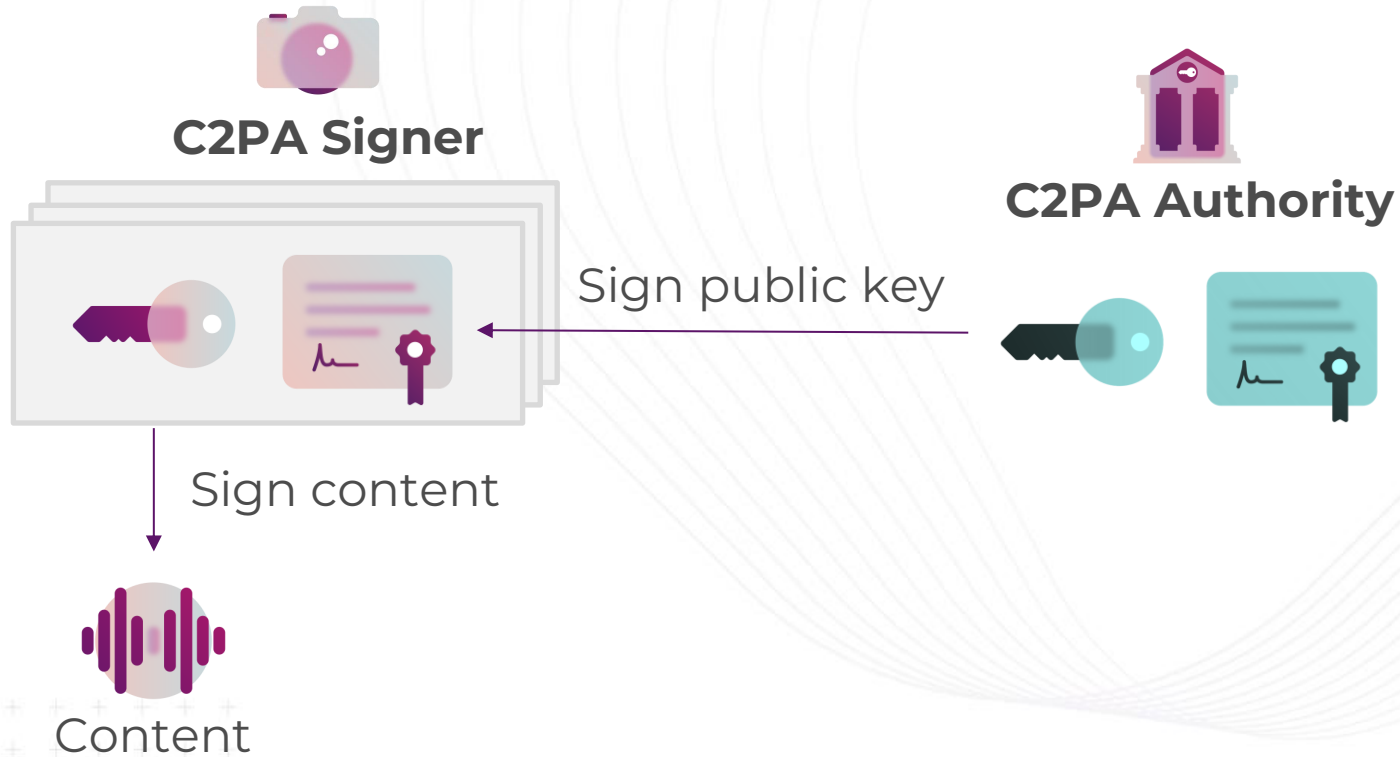 C2PA Signer
C2PA Authority
Sign public key
Sign content
Content